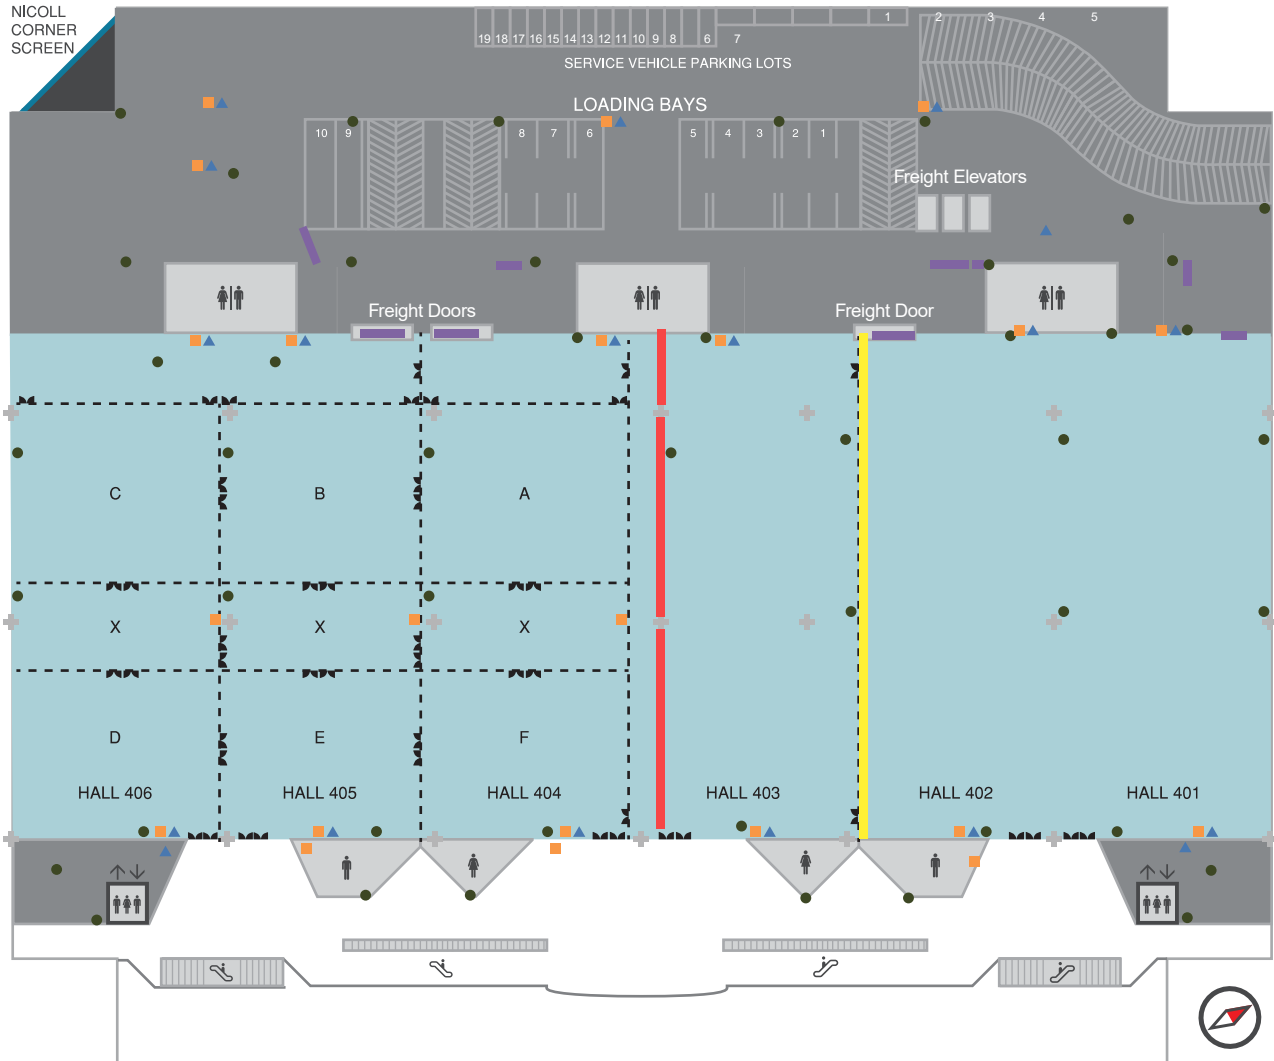 NICOLL
CORNER
SCREEN
1 2 3 4 5
19 18 17 16 15 14 13 12 11 10 9 8 6 7
SERVICE VEHICLE PARKING LOTS
LOADING BAYS
10 9 8 7 6 5 4 3 2 1
Freight Elevators
Freight Doors
Freight Door
C B A
X X X
D E F
HALL 406 HALL 405 HALL 404 HALL 403 HALL 402 HALL 401